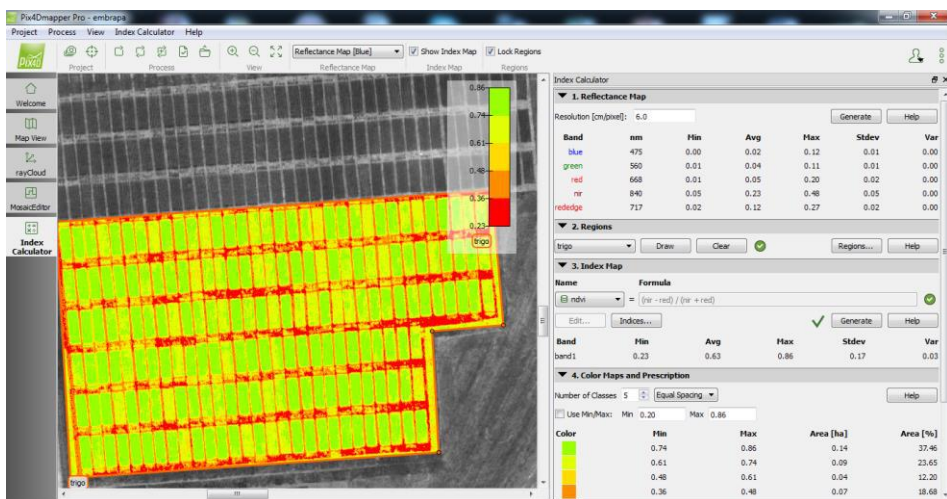 Pix4Dmapper Pro - embrapa
Project Process View Index Calculator Help
PIX4D
Reflectance Map [Blue] Show Index Map Lock Regions
Project Process View Reflectance Map Index Map Regions
Welcome
Map View
rayCloud
MosaicEditor
Index
Calculator
0.86
0.74
0.61
0.48
0.36
0.23
trigo
trigo
Index Calculator
1. Reflectance Map
Resolution [cm/pixel]: 6.0 Generate Help
Band nm Min Avg Max Stdev Var
blue 475 0.00 0.02 0.12 0.01 0.00
green 560 0.01 0.04 0.11 0.01 0.00
red 668 0.01 0.05 0.20 0.02 0.00
nir 840 0.05 0.23 0.48 0.05 0.00
rededge 717 0.02 0.12 0.27 0.02 0.00
2. Regions
trigo Draw Clear Regions... Help
3. Index Map
Name Formula
ndvi = (nir - red) / (nir + red)
Edit... Indices... Generate Help
Band Min Avg Max Stdev Var
band1 0.23 0.63 0.86 0.17 0.03
4. Color Maps and Prescription
Number of Classes 5 Equal Spacing Help
Use Min/Max: Min 0.20 Max 0.86
Color Min Max Area [ha] Area [%]
0.74 0.86 0.14 37.46
0.61 0.74 0.09 23.65
0.48 0.61 0.04 12.20
0.36 0.48 0.07 18.68